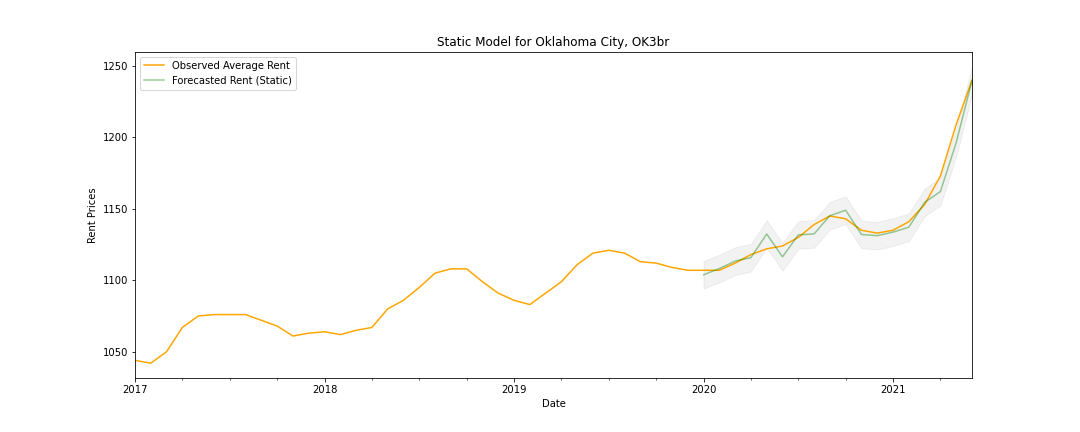 Static Model for Oklahoma City, OK3br
Observed Average Rent
Forecasted Rent (Static)
1250
1200
1150
1100
1050
Rent Prices
2017 2018 2019 2020 2021
Date